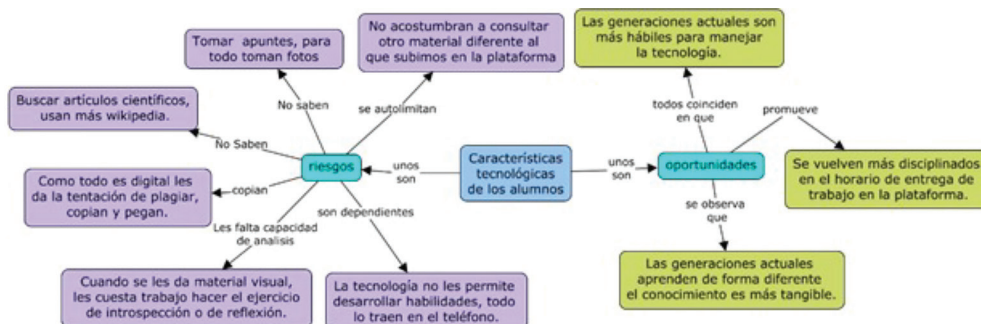 No acostumbran a consultar
otro material diferente al
que subimos en la plataforma
Tomar apuntes, para
todo toman fotos
Las generaciones actuales son
más hábiles para manejar
la tecnología.
No saben
se autolimitan
todos coinciden
en que
promueve
Buscar artículos científicos,
usan más wikipedia.
No Saben
riesgos
unos
son
Características
tecnológicas
de los alumnos
unos
son
oportunidades
Se vuelven más disciplinados
en el horario de entrega de
trabajo en la plataforma.
Como todo es digital les
da la tentación de plagiar,
copian y pegan.
copian
son dependientes
se observa
que
Les falta capacidad
de analisis
Cuando se les da material visual,
les cuesta trabajo hacer el ejercicio
de introspección o de reflexión.
La tecnología no les permite
desarrollar habilidades, todo
lo traen en el teléfono.
Las generaciones actuales
aprenden de forma diferente
el conocimiento es más tangible.